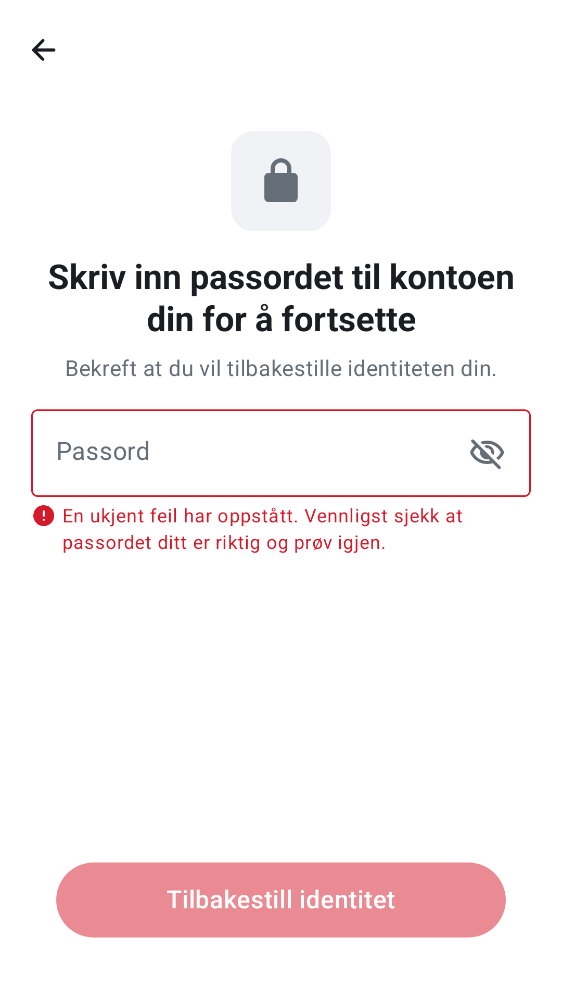 Skriv inn passordet til kontoen
din for å fortsette
Bekreft at du vil tilbakestille identiteten din.
Passord
En ukjent feil har oppstått. Vennligst sjekk at
passordet ditt er riktig og prøv igjen.
Tilbakestill identitet